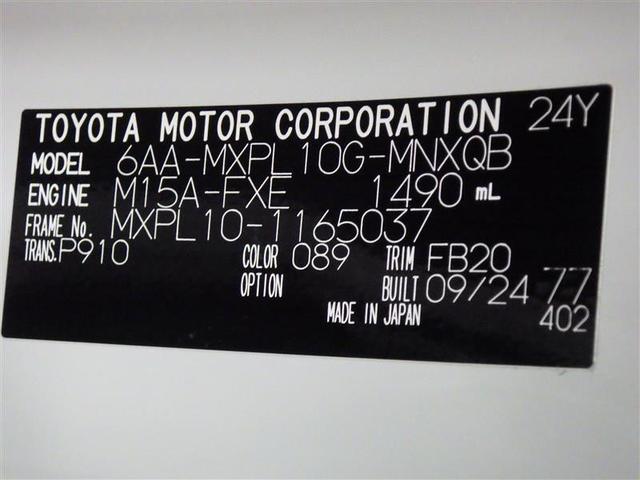 TOYOTA MOTOR CORPORATION 24Y
MODEL 6AA-MXPL10G-MNXQB
ENGINE M15A-FXE 1490 mL
FRAME No. MXPL10-1165037
TRANS. P910 COLOR 089 TRIM FB20
OPTION BUILT 09/24 77
MADE IN JAPAN 402